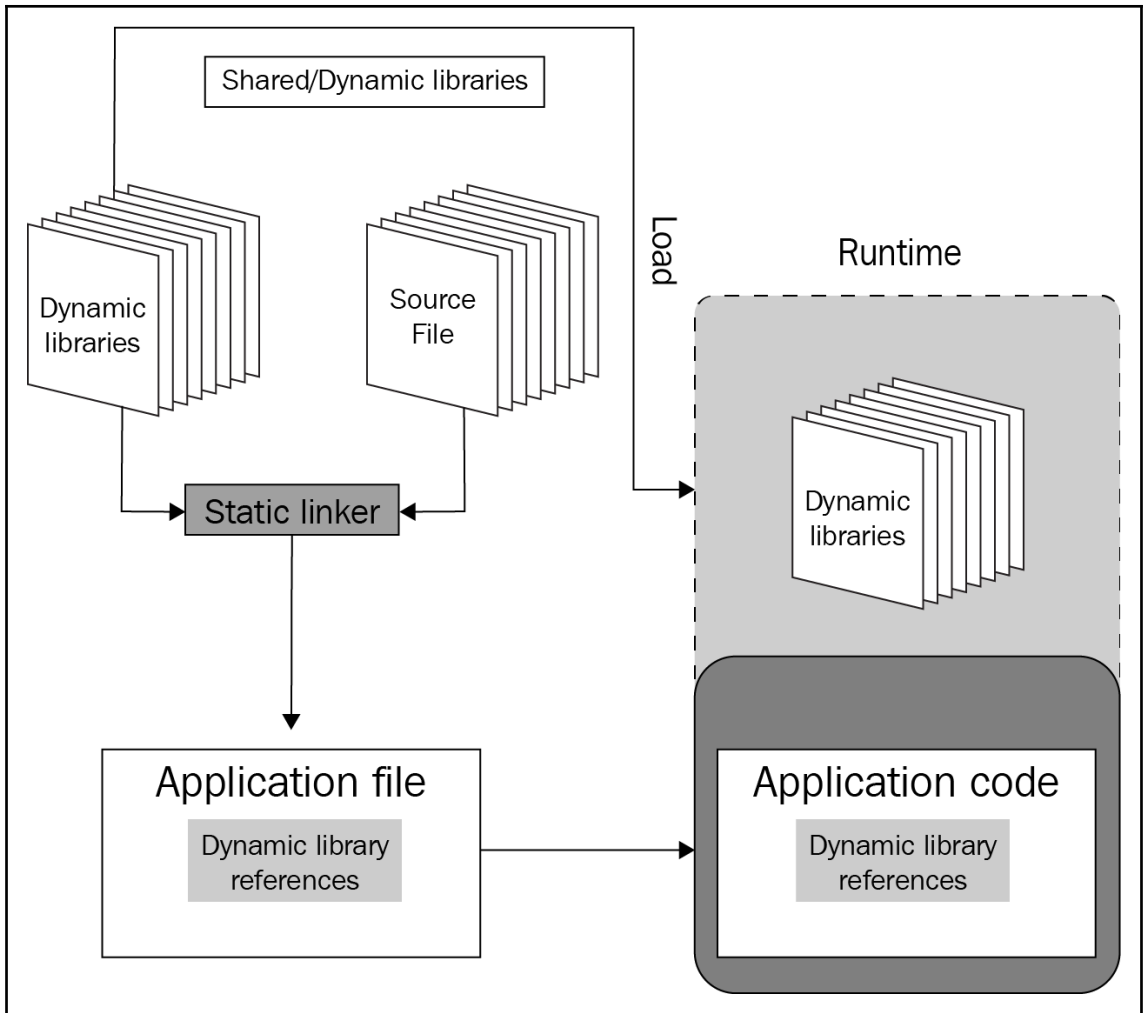 Shared/Dynamic libraries
Dynamic
libraries
Source
File
Load
Runtime
Static linker
Dynamic
libraries
Application file
Dynamic library
references
Application code
Dynamic library
references